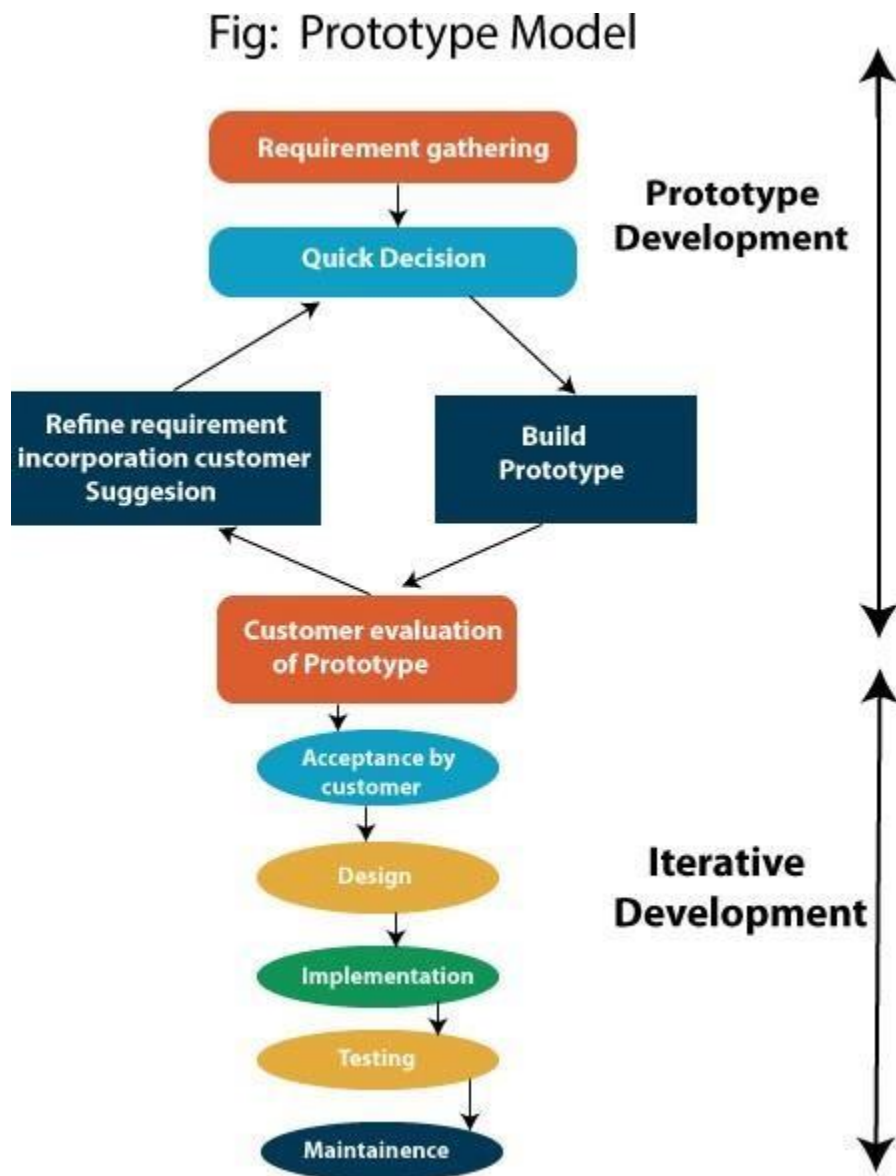 Fig: Prototype Model
Requirement gathering
Prototype
Development
Quick Decision
Refine requirement
incorporation customer
Suggesion
Build
Prototype
Customer evaluation
of Prototype
Acceptance by
customer
Design
Iterative
Development
Implementation
Testing
Maintainence